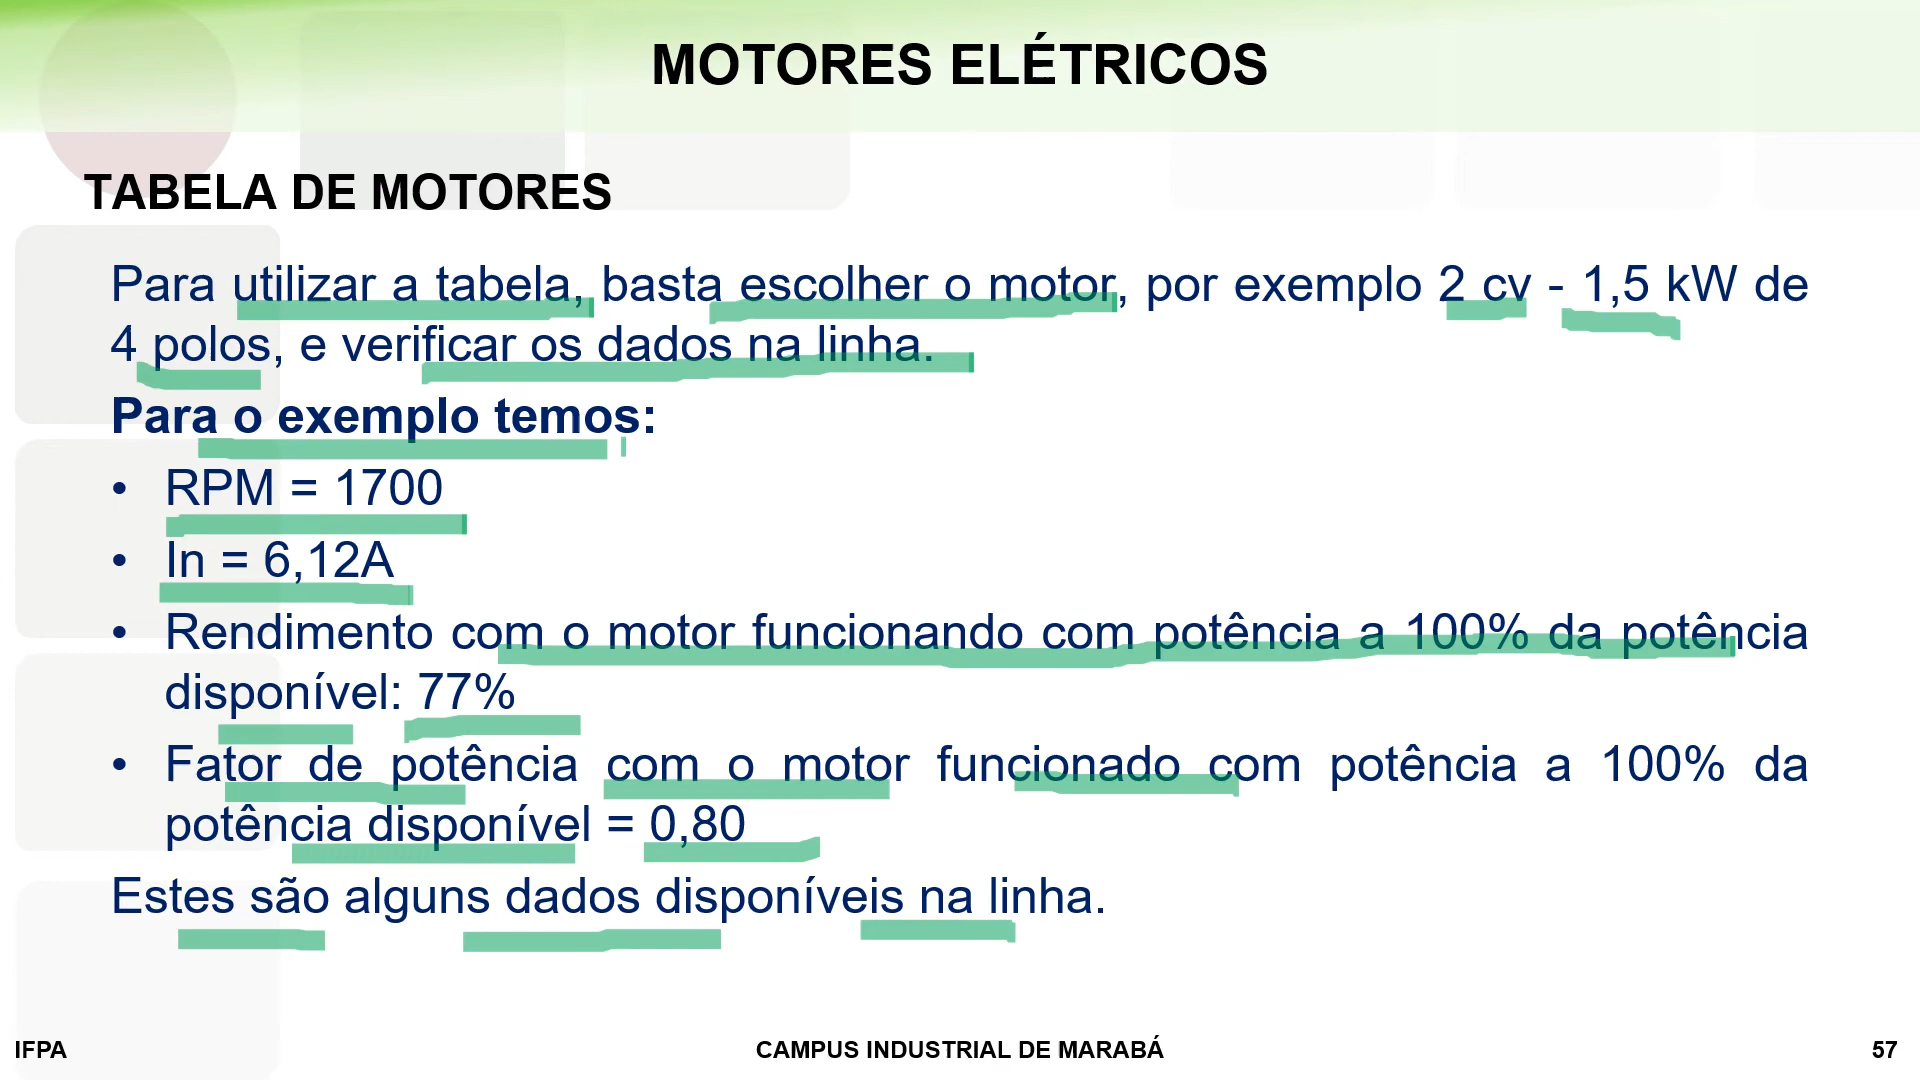 MOTORES ELÉTRICOS
TABELA DE MOTORES
Para utilizar a tabela, basta escolher o motor, por exemplo 2 cv - 1,5 kW de
4 polos, e verificar os dados na linha.
Para o exemplo temos:
• RPM = 1700
• In = 6,12A
• Rendimento com o motor funcionando com potência a 100% da potência
disponível: 77%
• Fator de potência com o motor funcionado com potência a 100% da
potência disponível = 0,80
Estes são alguns dados disponíveis na linha.
IFPA
CAMPUS INDUSTRIAL DE MARABÁ
57